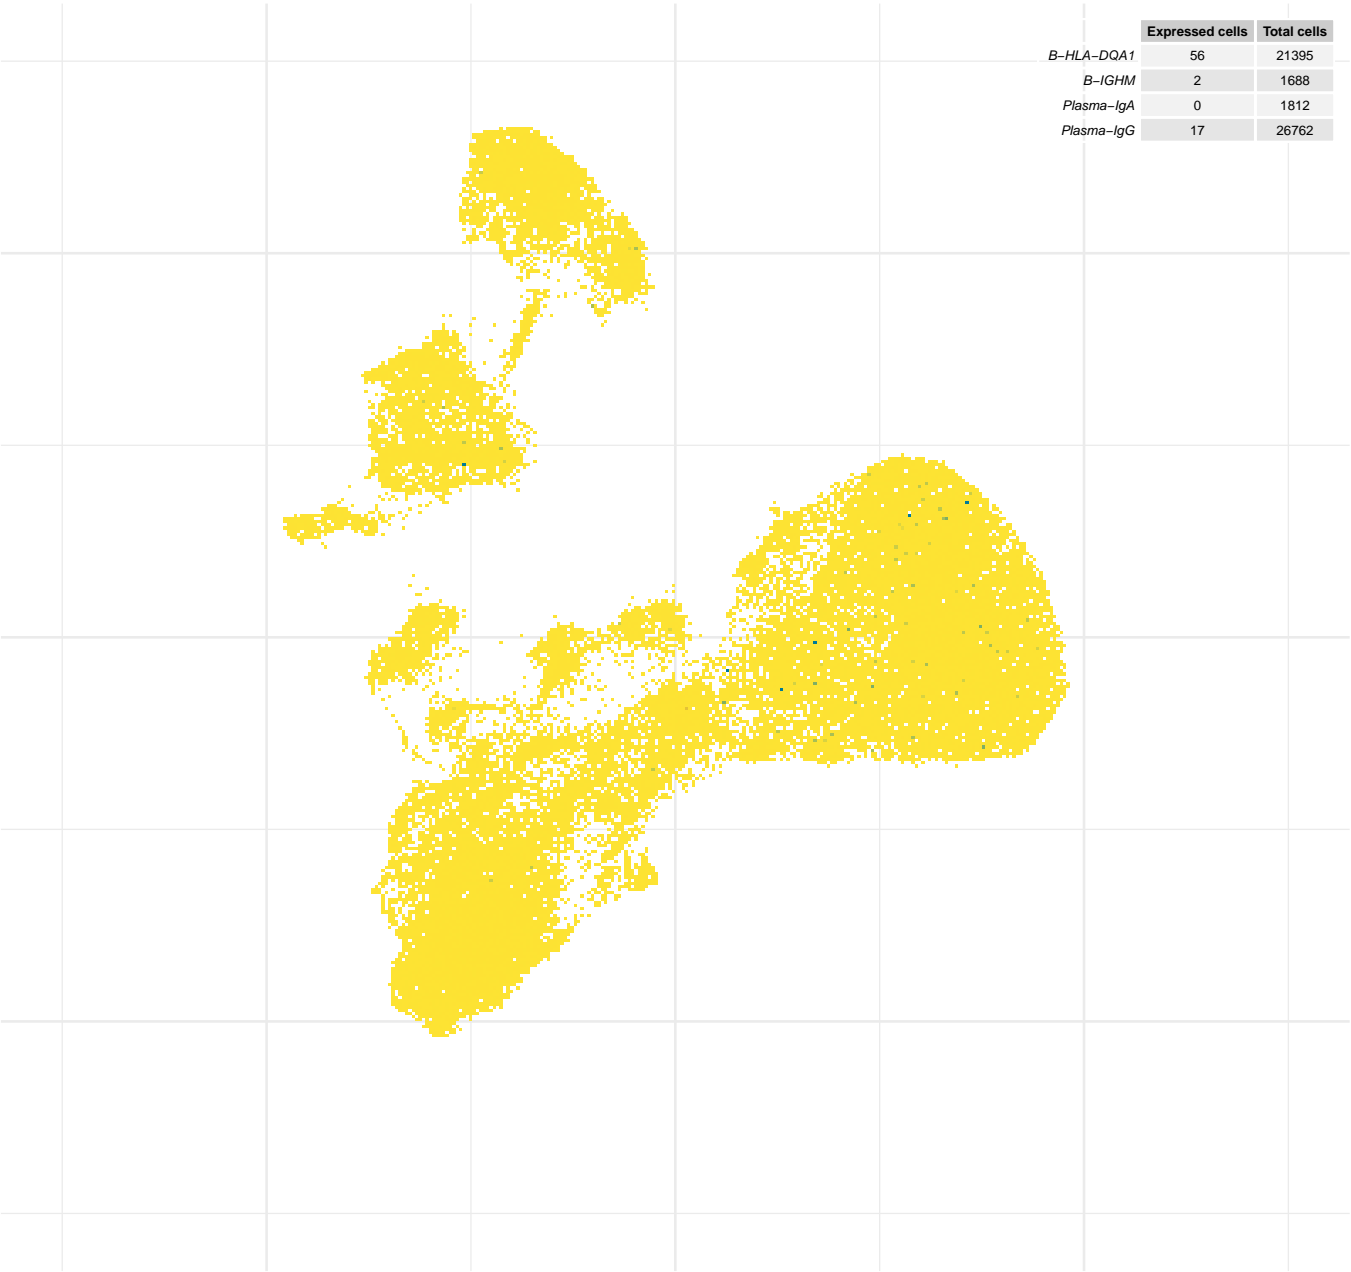 Expressed cells Total cells
B−HLA−DQA1 56 21395
B−IGHM 2 1688
Plasma−IgA 0 1812
Plasma−IgG 17 26762